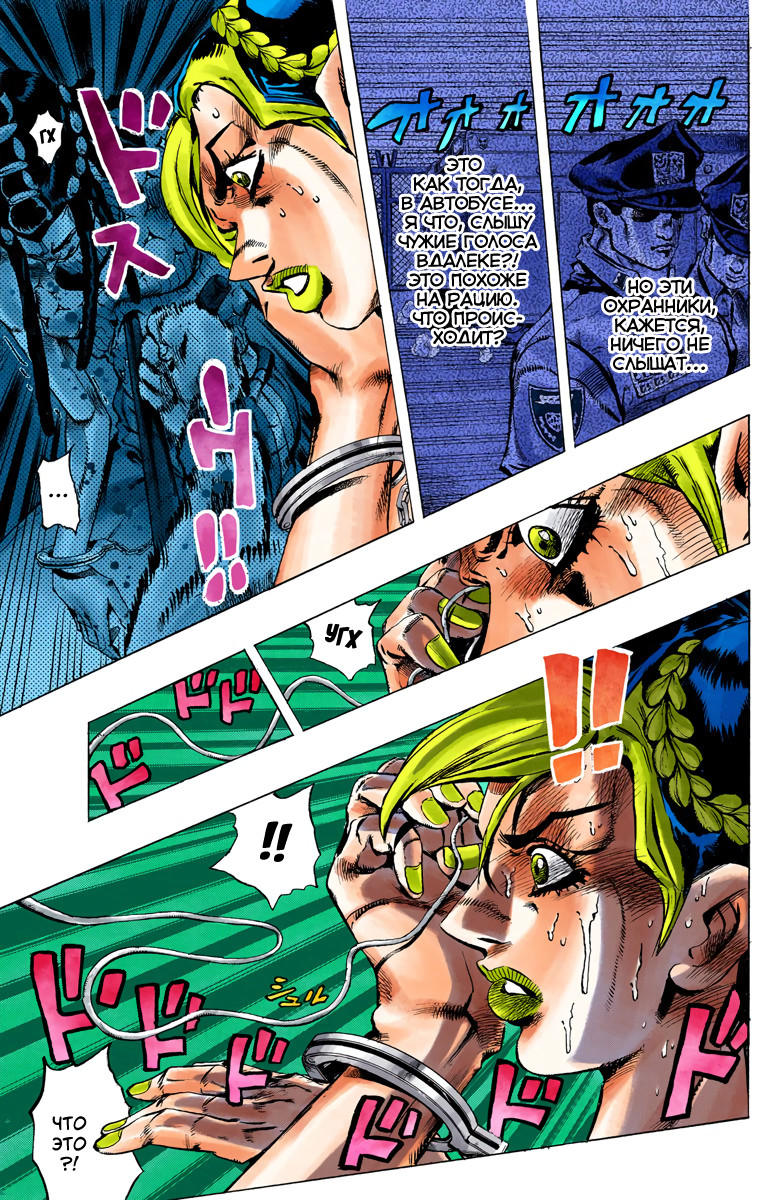 オオオ
オオオ
НО ЭТИ
ОХРАННИКИ,
КАЖЕТСЯ,
НИЧЕГО НЕ
СЛЫШАТ...
ЭТО
КАК ТОГДА,
В АВТОБУСЕ...
Я ЧТО, СЛЫШУ
ЧУЖИЕ ГОЛОСА
ВДАЛЕКЕ?!
ЭТО ПОХОЖЕ
НА РАЦИЮ.
ЧТО ПРОИС-
ХОДИТ?
ドス
ウ!!
ГХ
...
УГХ
ドド
ド
!!
!!
シュル
ド
ド
ド
ド
ド
ド
ド
ЧТО
ЭТО
?!